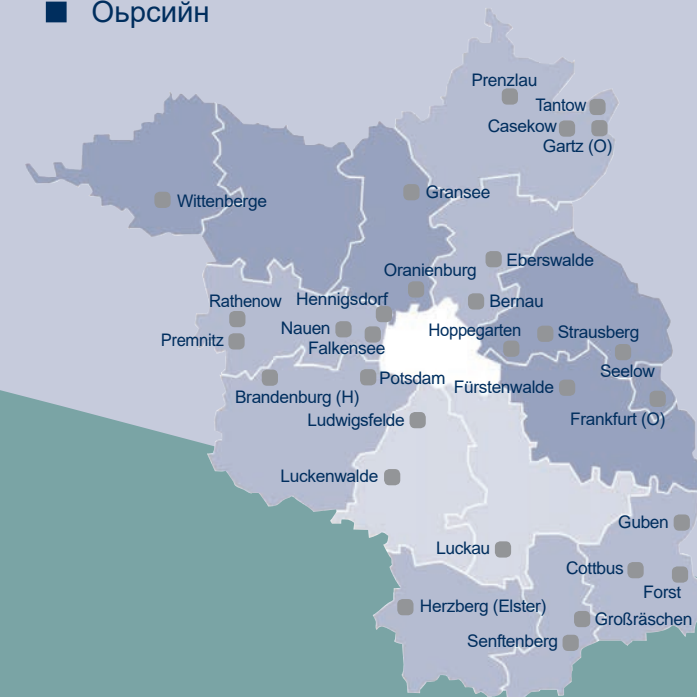 Оьрсийн
Prenzlau
Tantow
Casekow
Gartz (O)
Wittenberge
Gransee
Eberswalde
Oranienburg
Rathenow
Hennigsdorf
Bernau
Nauen
Hoppegarten
Strausberg
Premnitz
Falkensee
Seelow
Potsdam
Fürstenwalde
Brandenburg (H)
Ludwigsfelde
Frankfurt (O)
Luckenwalde
Guben
Luckau
Cottbus
Forst
Herzberg (Elster)
Großräschen
Senftenberg